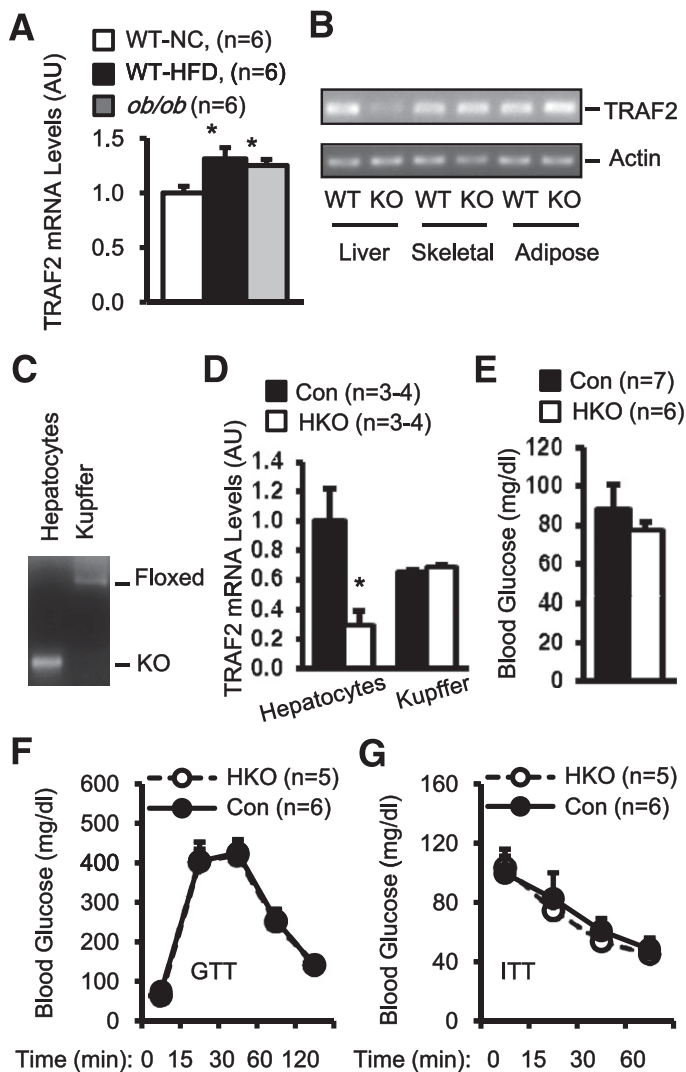 A
WT-NC, (n=6)
WT-HFD, (n=6)
ob/ob (n=6)
TRAF2 mRNA Levels (AU)
1.5
1.0
0.5
0.0
*
*
B
TRAF2
Actin
WT KO WT KO WT KO
Liver Skeletal Adipose
C
Hepatocytes
Kupffer
Floxed
KO
D
Con (n=3-4)
HKO (n=3-4)
TRAF2 mRNA Levels (AU)
1.4
1.2
1.0
0.8
0.6
0.4
0.2
0.0
*
Hepatocytes
Kupffer
E
Con (n=7)
HKO (n=6)
Blood Glucose (mg/dl)
120
100
80
60
40
20
0
F
HKO (n=5)
Con (n=6)
Blood Glucose (mg/dl)
600
500
400
300
200
100
0
GTT
Time (min): 0 15 30 60 120
G
HKO (n=5)
Con (n=6)
Blood Glucose (mg/dl)
160
120
80
40
0
ITT
Time (min): 0 15 30 60